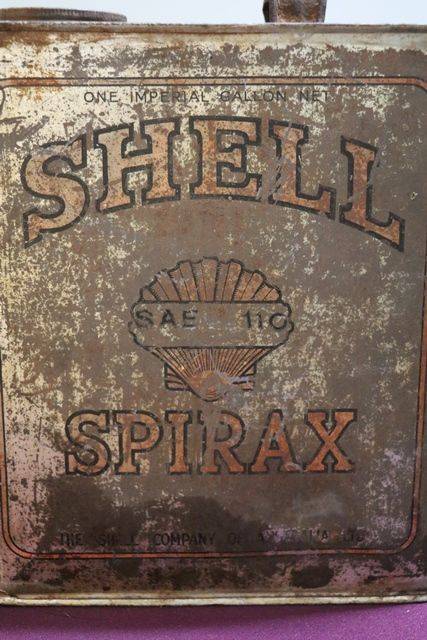 ONE IMPERIAL GALLON NET
SHELL
SAE 110
SPIRAX
THE SHELL COMPANY OF AUSTRALIA LTD